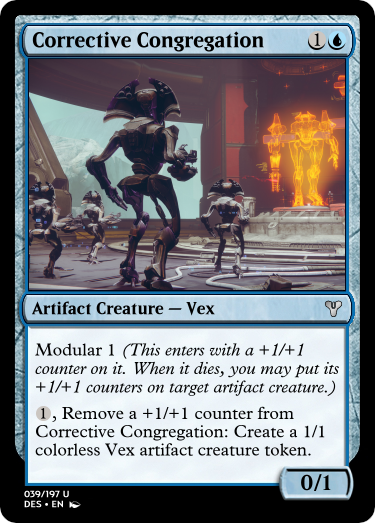 Corrective Congregation 1
Artifact Creature — Vex
Modular 1 (This enters with a +1/+1
counter on it. When it dies, you may put its
+1/+1 counters on target artifact creature.)
1, Remove a +1/+1 counter from
Corrective Congregation: Create a 1/1
colorless Vex artifact creature token.
0/1
039/197 U
DES • EN